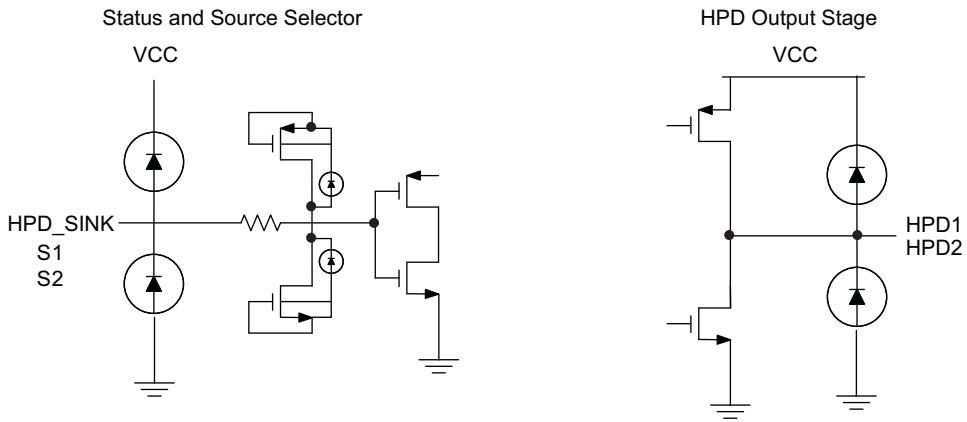 Status and Source Selector
VCC
HPD_SINK
S1
S2
HPD Output Stage
VCC
HPD1
HPD2